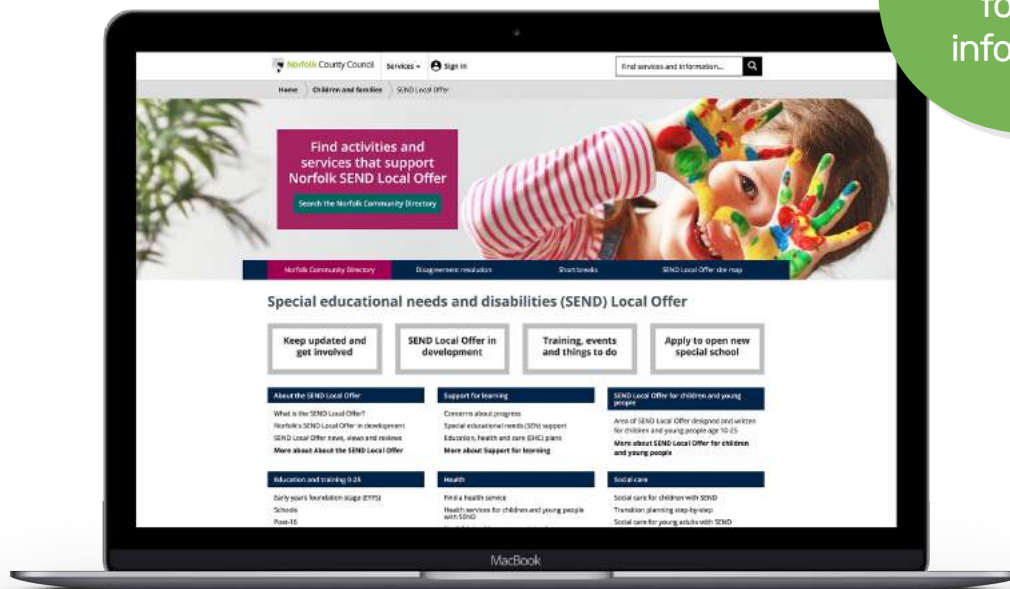 fo
info
Norfolk County Council
Services
Sign in
Find services and information...
Home
Children and families
SEND Local Offer
Find activities and
services that support
Norfolk SEND Local
Offer
Search the Norfolk Community Directory
Norfolk Community Directory
Disagreement resolution
Short breaks
SEND Local Offer site map
Special educational needs and disabilities (SEND) Local Offer
Keep updated and
get involved
SEND Local Offer in
development
Training, events
and things to do
Apply to open new
special school
About the SEND Local Offer
What is the SEND Local Offer?
Norfolk's SEND Local Offer in development
SEND Local Offer news, views and reviews
More about About the SEND Local Offer
Support for learning
Concerns about progress
Special educational needs (SEN) support
Education, health and care (EHC) plans
More about Support for learning
SEND Local Offer for children and young
people
Area of SEND Local Offer designed and written
for children and young people age 10-25
More about SEND Local Offer for children
and young people
Education and training 0-25
Early years foundation stage (EYFS)
Schools
Post-16
Health
Find a health service
Health services for children and young people
with SEND
Social care
Social care for children with SEND
Transition planning step-by-step
Social care for young adults with SEND
MacBook